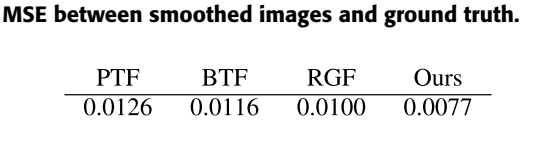 MSE between smoothed images and ground truth.
PTF BTF RGF Ours
0.0126 0.0116 0.0100 0.0077